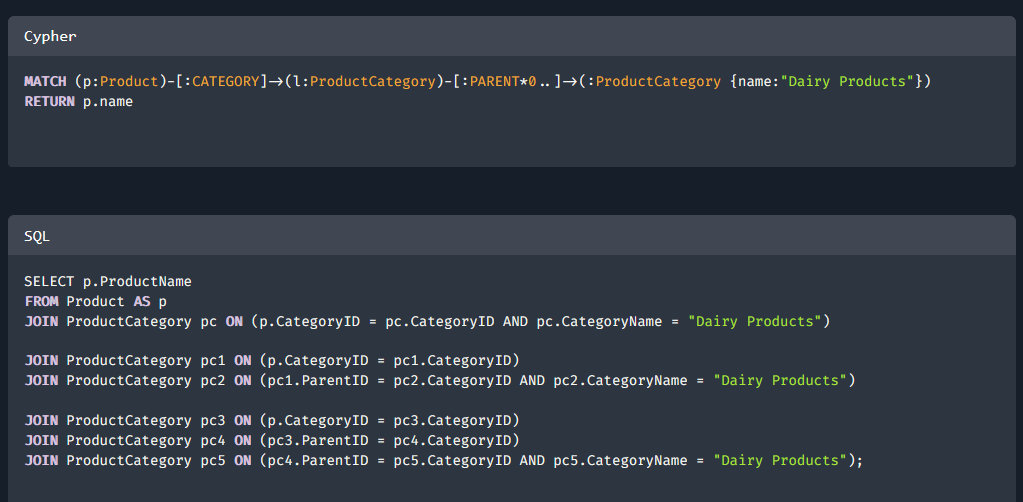 Cypher
MATCH (p:Product)-[:CATEGORY]->(l:ProductCategory)-[:PARENT*0..]->(:ProductCategory {name:"Dairy Products"})
RETURN p.name
SQL
SELECT p.ProductName
FROM Product AS p
JOIN ProductCategory pc ON (p.CategoryID = pc.CategoryID AND pc.CategoryName = "Dairy Products")
JOIN ProductCategory pc1 ON (p.CategoryID = pc1.CategoryID)
JOIN ProductCategory pc2 ON (pc1.ParentID = pc2.CategoryID AND pc2.CategoryName = "Dairy Products")
JOIN ProductCategory pc3 ON (p.CategoryID = pc3.CategoryID)
JOIN ProductCategory pc4 ON (pc3.ParentID = pc4.CategoryID)
JOIN ProductCategory pc5 ON (pc4.ParentID = pc5.CategoryID AND pc5.CategoryName = "Dairy Products");